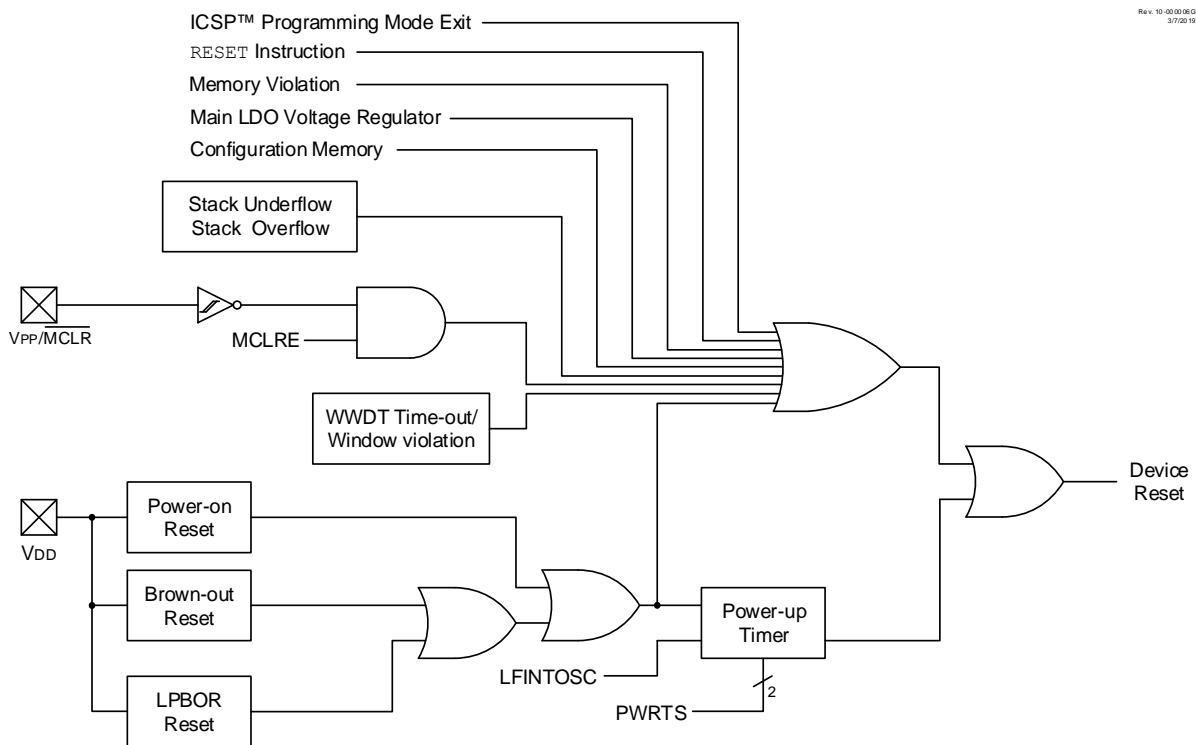 Rev. 10-000006G
3/7/2019
ICSP™ Programming Mode Exit
RESET Instruction
Memory Violation
Main LDO Voltage Regulator
Configuration Memory
Stack Underflow
Stack Overflow
VPP/MCLR
MCLRE
WWDT Time-out/
Window violation
Device
Reset
Power-on
Reset
VDD
Brown-out
Reset
Power-up
Timer
LFINTOSC
LPBOR
Reset
2
PWRTS